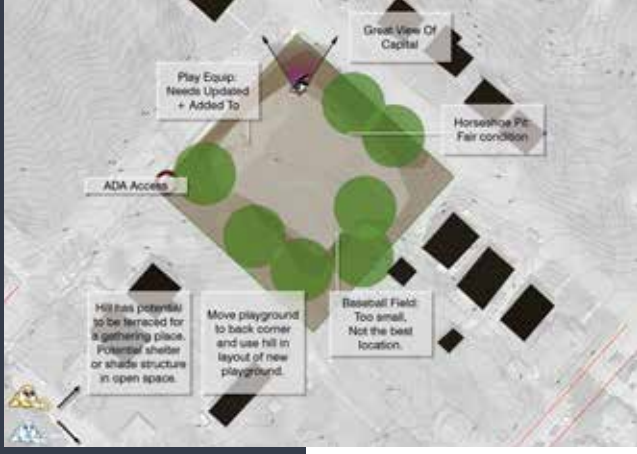 Great View Of
Capital
Play Equip:
Needs Updated
+ Added To
Horseshoe Pit:
Fair condition
ADA Access
Hill has potential
to be terraced for
a gathering place.
Potential shelter
or shade structure
in open space.
Move playground
to back corner
and use hill in
layout of new
playground.
Baseball Field:
Too small,
Not the best
location.